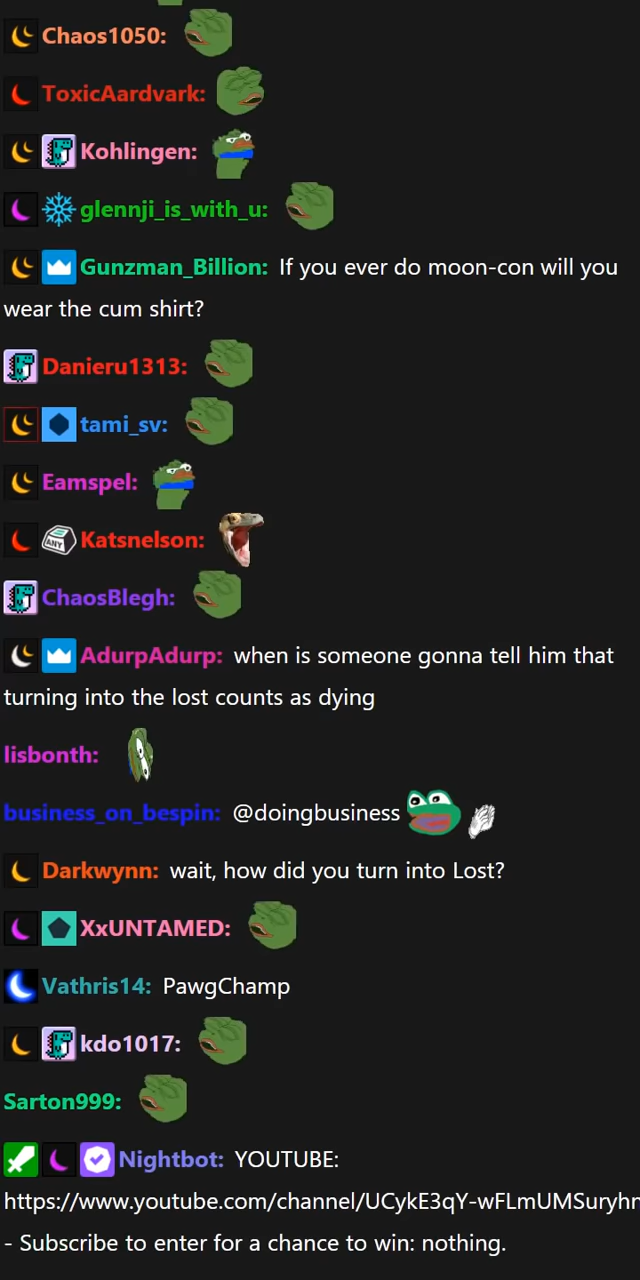 Chaos1050:
ToxicAardvark:
Kohlingen:
glennji_is_with_u:
Gunzman_Billion: If you ever do moon-con will you
wear the cum shirt?
Danieru1313:
tami_sv:
Eamspel:
ANY Katsnelson:
ChaosBlegh:
AdurpAdurp: when is someone gonna tell him that
turning into the lost counts as dying
lisbonth:
business_on_bespin: @doingbusiness
Darkwynn: wait, how did you turn into Lost?
XxUNTAMED:
Vathris14: PawgChamp
kdo1017:
Sarton999:
Nightbot: YOUTUBE:
https://www.youtube.com/channel/UCykE3qY-wFLmUMSuryhn
- Subscribe to enter for a chance to win: nothing.